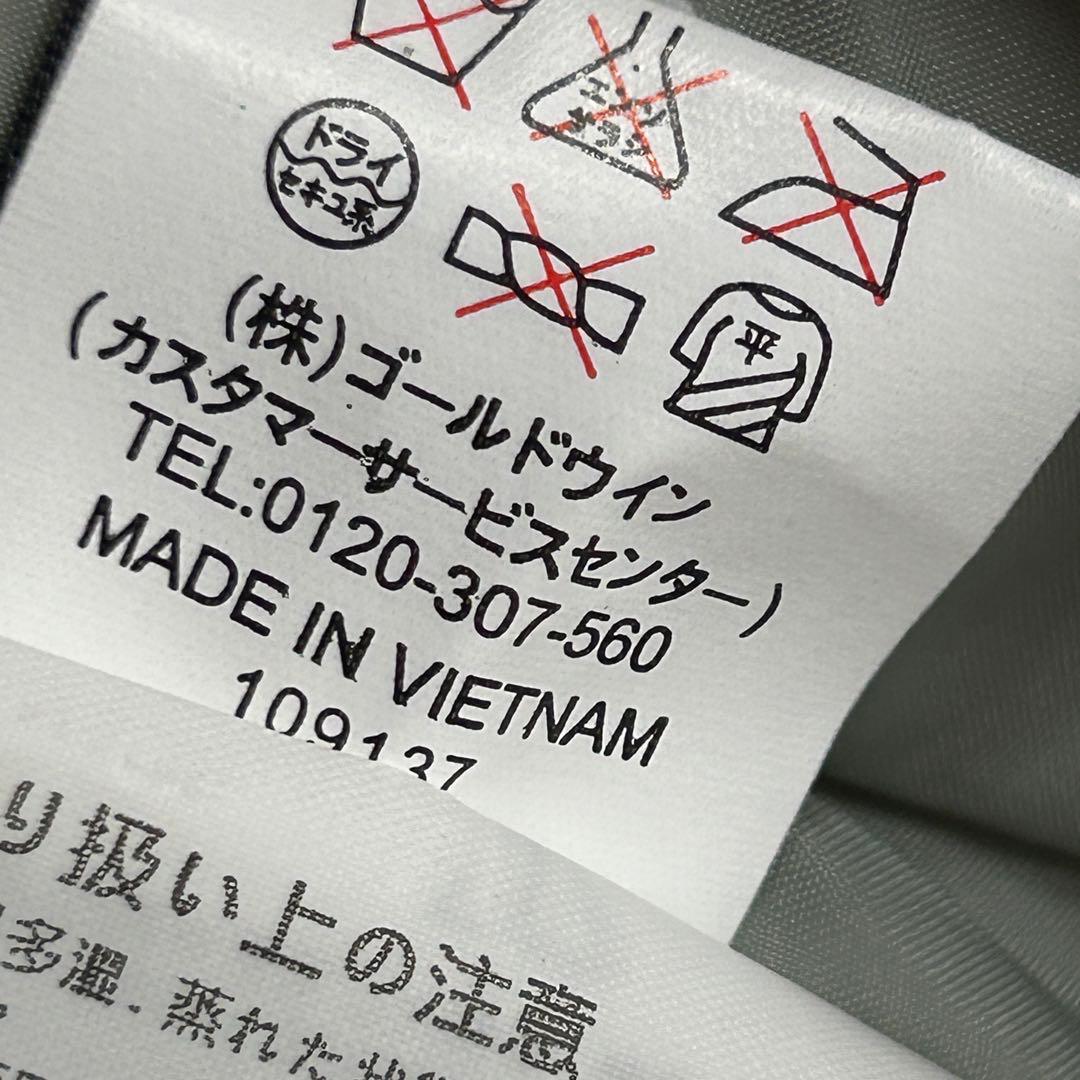 エンソ
サラシ
ドライ
セキユ系
平
(株)ゴールドウイン
(カスタマーサービスセンター)
TEL:0120-307-560
MADE IN VIETNAM
109137
り扱い上の注意
多湿.蒸れた状